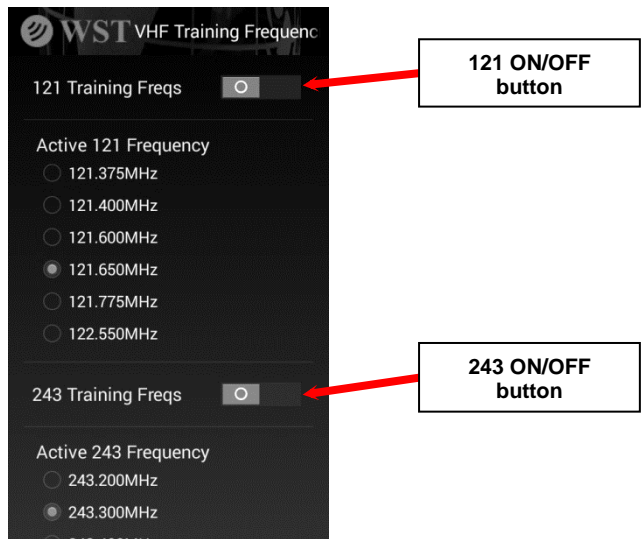 WST VHF Training Frequenc
121 ON/OFF
button
121 Training Freqs
Active 121 Frequency
121.375MHz
121.400MHz
121.600MHz
121.650MHz
121.775MHz
122.550MHz
243 ON/OFF
button
243 Training Freqs
Active 243 Frequency
243.200MHz
243.300MHz